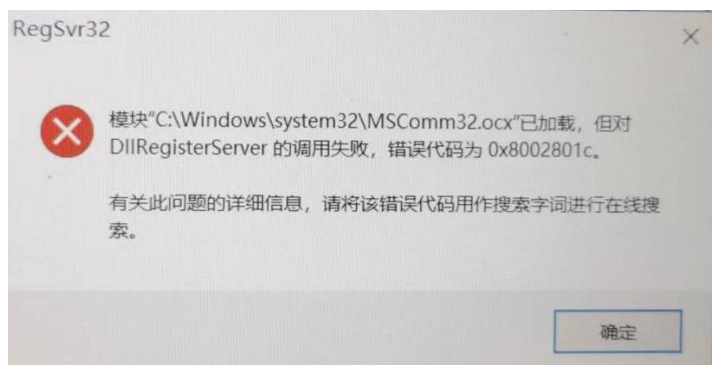 RegSvr32
模块"C:\Windows\system32\MSComm32.ocx"已加载，但对
DllRegisterServer 的调用失败，错误代码为 0x8002801c。
有关此问题的详细信息，请将该错误代码用作搜索字词进行在线搜
索。
确定